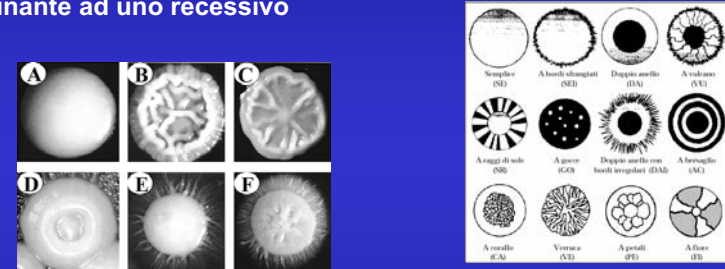 inante ad uno recessivo
A B C
D E F
Semplice A bordi sfrangiati Doppio anello A vulcano
(SE) (SEI) (DA) (VU)
A raggi di sole A gocce Doppio anello con A bersaglio
(SR) (GO) bordi irregolari (DAI) (AC)
A corallo Verruca A petali A fiore
(CA) (VE) (PE) (FI)